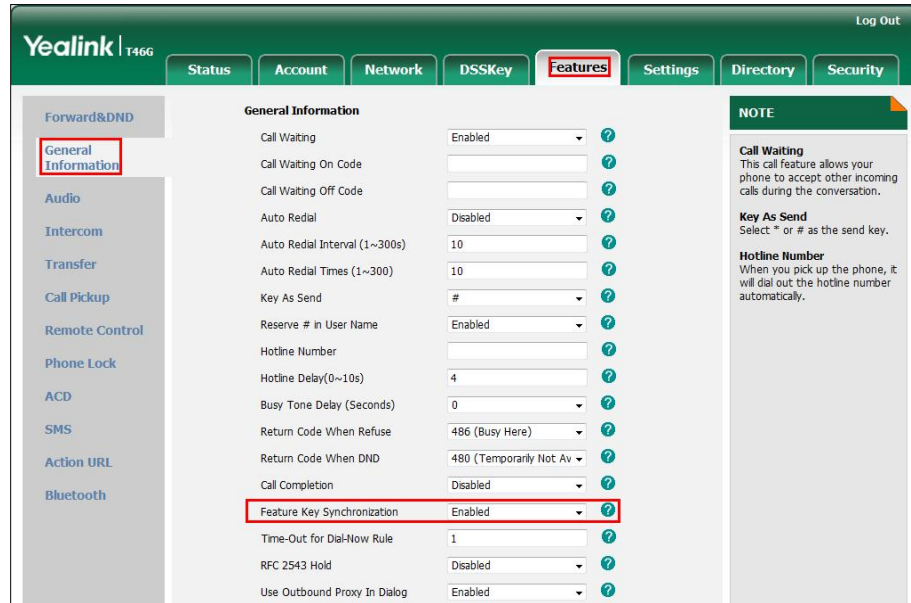 Log Out
Yealink | T46G
Status Account Network DSSKey Features Settings Directory Security
Forward&DND
General
Information
Audio
Intercom
Transfer
Call Pickup
Remote Control
Phone Lock
ACD
SMS
Action URL
Bluetooth
General Information
Call Waiting Enabled ?
Call Waiting On Code ?
Call Waiting Off Code ?
Auto Redial Disabled ?
Auto Redial Interval (1~300s) 10 ?
Auto Redial Times (1~300) 10 ?
Key As Send # ?
Reserve # in User Name Enabled ?
Hotline Number ?
Hotline Delay(0~10s) 4 ?
Busy Tone Delay (Seconds) 0 ?
Return Code When Refuse 486 (Busy Here) ?
Return Code When DND 480 (Temporarily Not Av ?
Call Completion Disabled ?
Feature Key Synchronization Enabled ?
Time-Out for Dial-Now Rule 1 ?
RFC 2543 Hold Disabled ?
Use Outbound Proxy In Dialog Enabled ?
NOTE
Call Waiting
This call feature allows your
phone to accept other incoming
calls during the conversation.
Key As Send
Select * or # as the send key.
Hotline Number
When you pick up the phone, it
will dial out the hotline number
automatically.